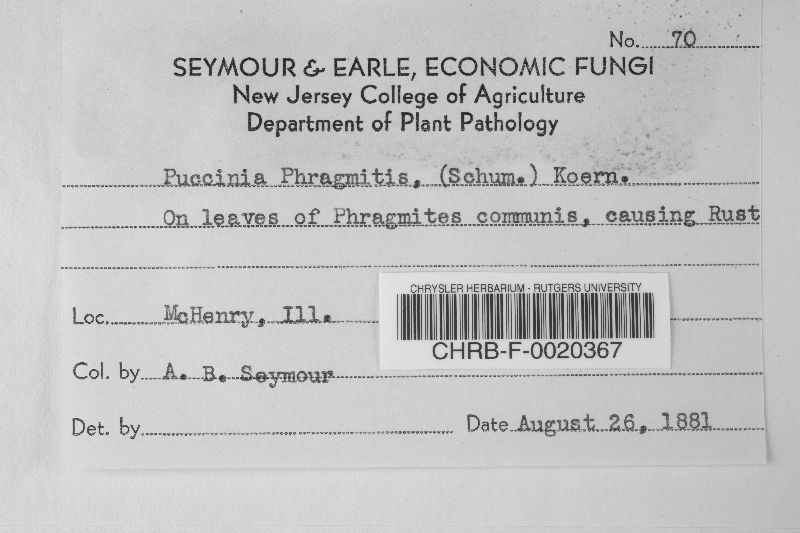 No. 70
SEYMOUR & EARLE, ECONOMIC FUNGI
New Jersey College of Agriculture
Department of Plant Pathology
Puccinia Phragmitis, (Schum.) Koern.
On leaves of Phragmites communis, causing Rust
Loc. McHenry, Ill.
CHRYSLER HERBARIUM - RUTGERS UNIVERSITY
CHRB-F-0020367
Col. by A. B. Seymour
Det. by
Date August 26, 1881